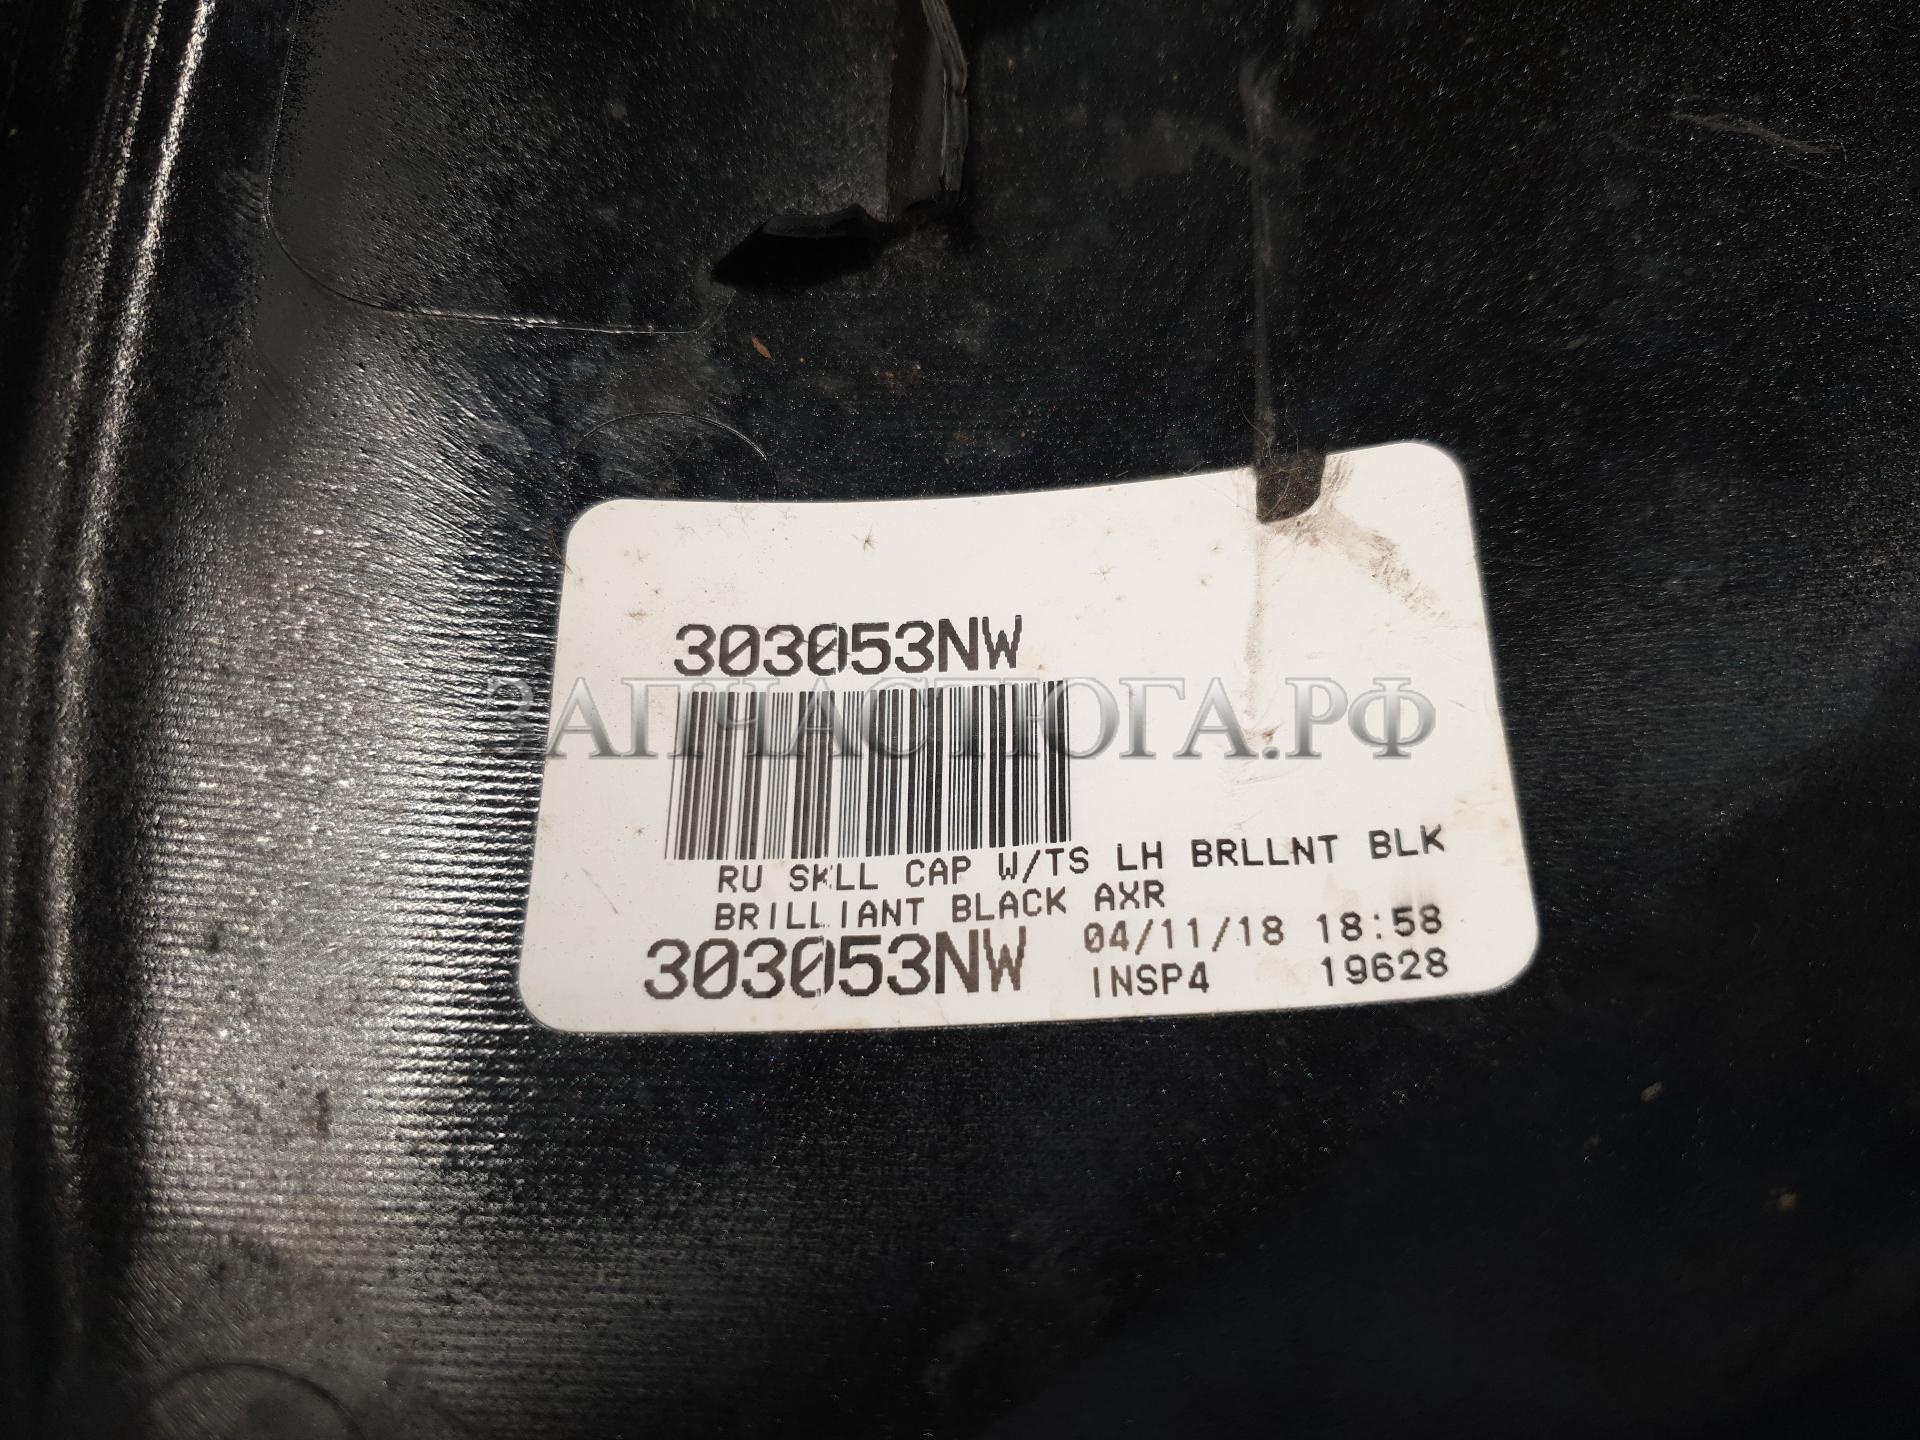 303053NW
ЗАПЧАСТЮГА.РФ
RU SKLL CAP W/TS LH BRLLNT BLK
BRILLIANT BLACK AXR
303053NW 04/11/18 18:58
INSP4 19628